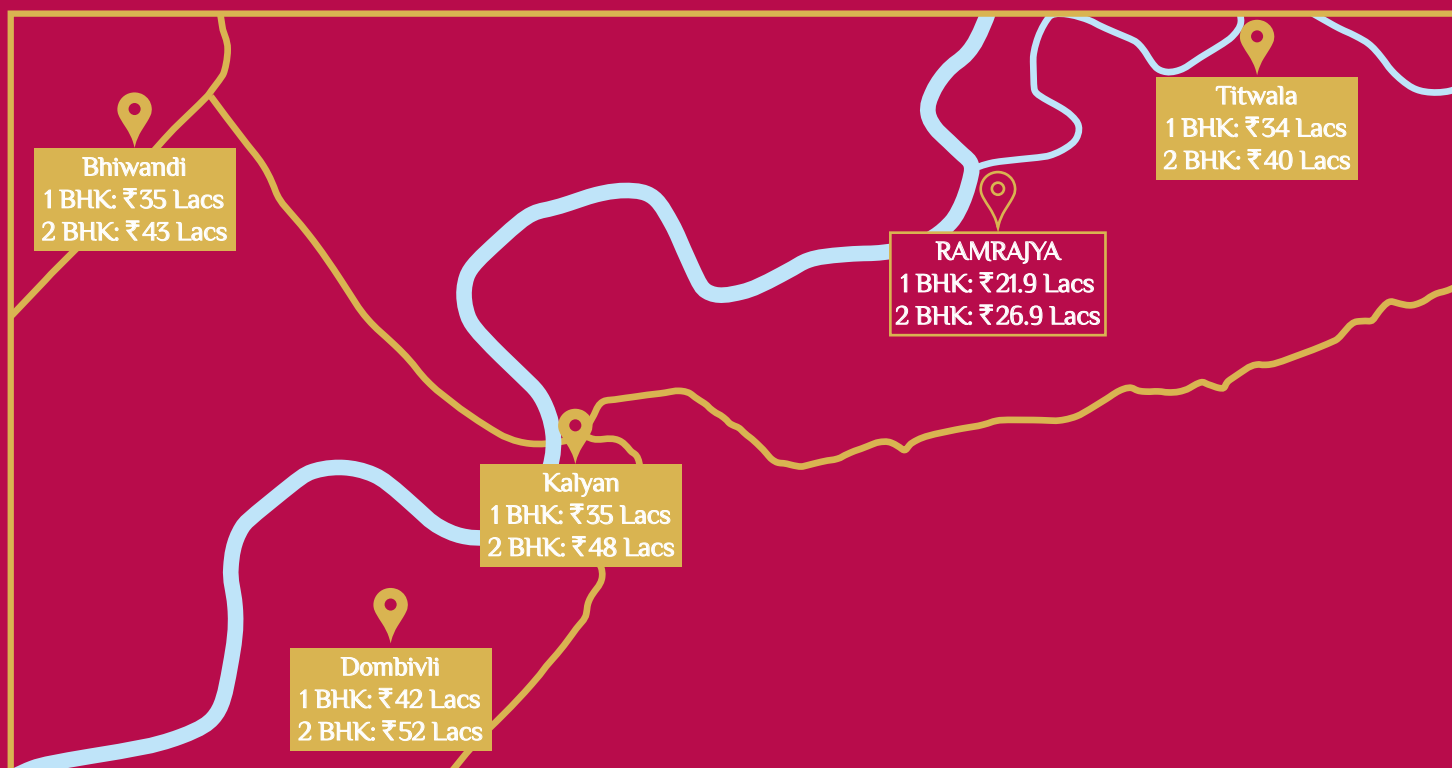 Titwala
1 BHK: ₹34 Lacs
2 BHK: ₹40 Lacs
Bhiwandi
1 BHK: ₹35 Lacs
2 BHK: ₹43 Lacs
RAMRAJYA
1 BHK: ₹21.9 Lacs
2 BHK: ₹26.9 Lacs
Kalyan
1 BHK: ₹35 Lacs
2 BHK: ₹48 Lacs
Dombivli
1 BHK: ₹42 Lacs
2 BHK: ₹52 Lacs